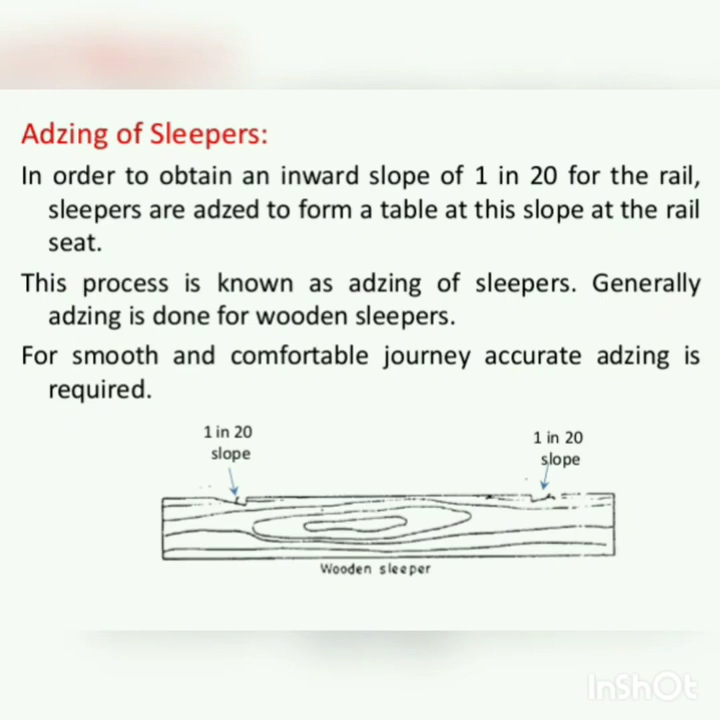 Adzing of Sleepers:
In order to obtain an inward slope of 1 in 20 for the rail,
sleepers are adzed to form a table at this slope at the rail
seat.
This process is known as adzing of sleepers. Generally
adzing is done for wooden sleepers.
For smooth and comfortable journey accurate adzing is
required.
1 in 20
slope
1 in 20
slope
Wooden sleeper
InShOt